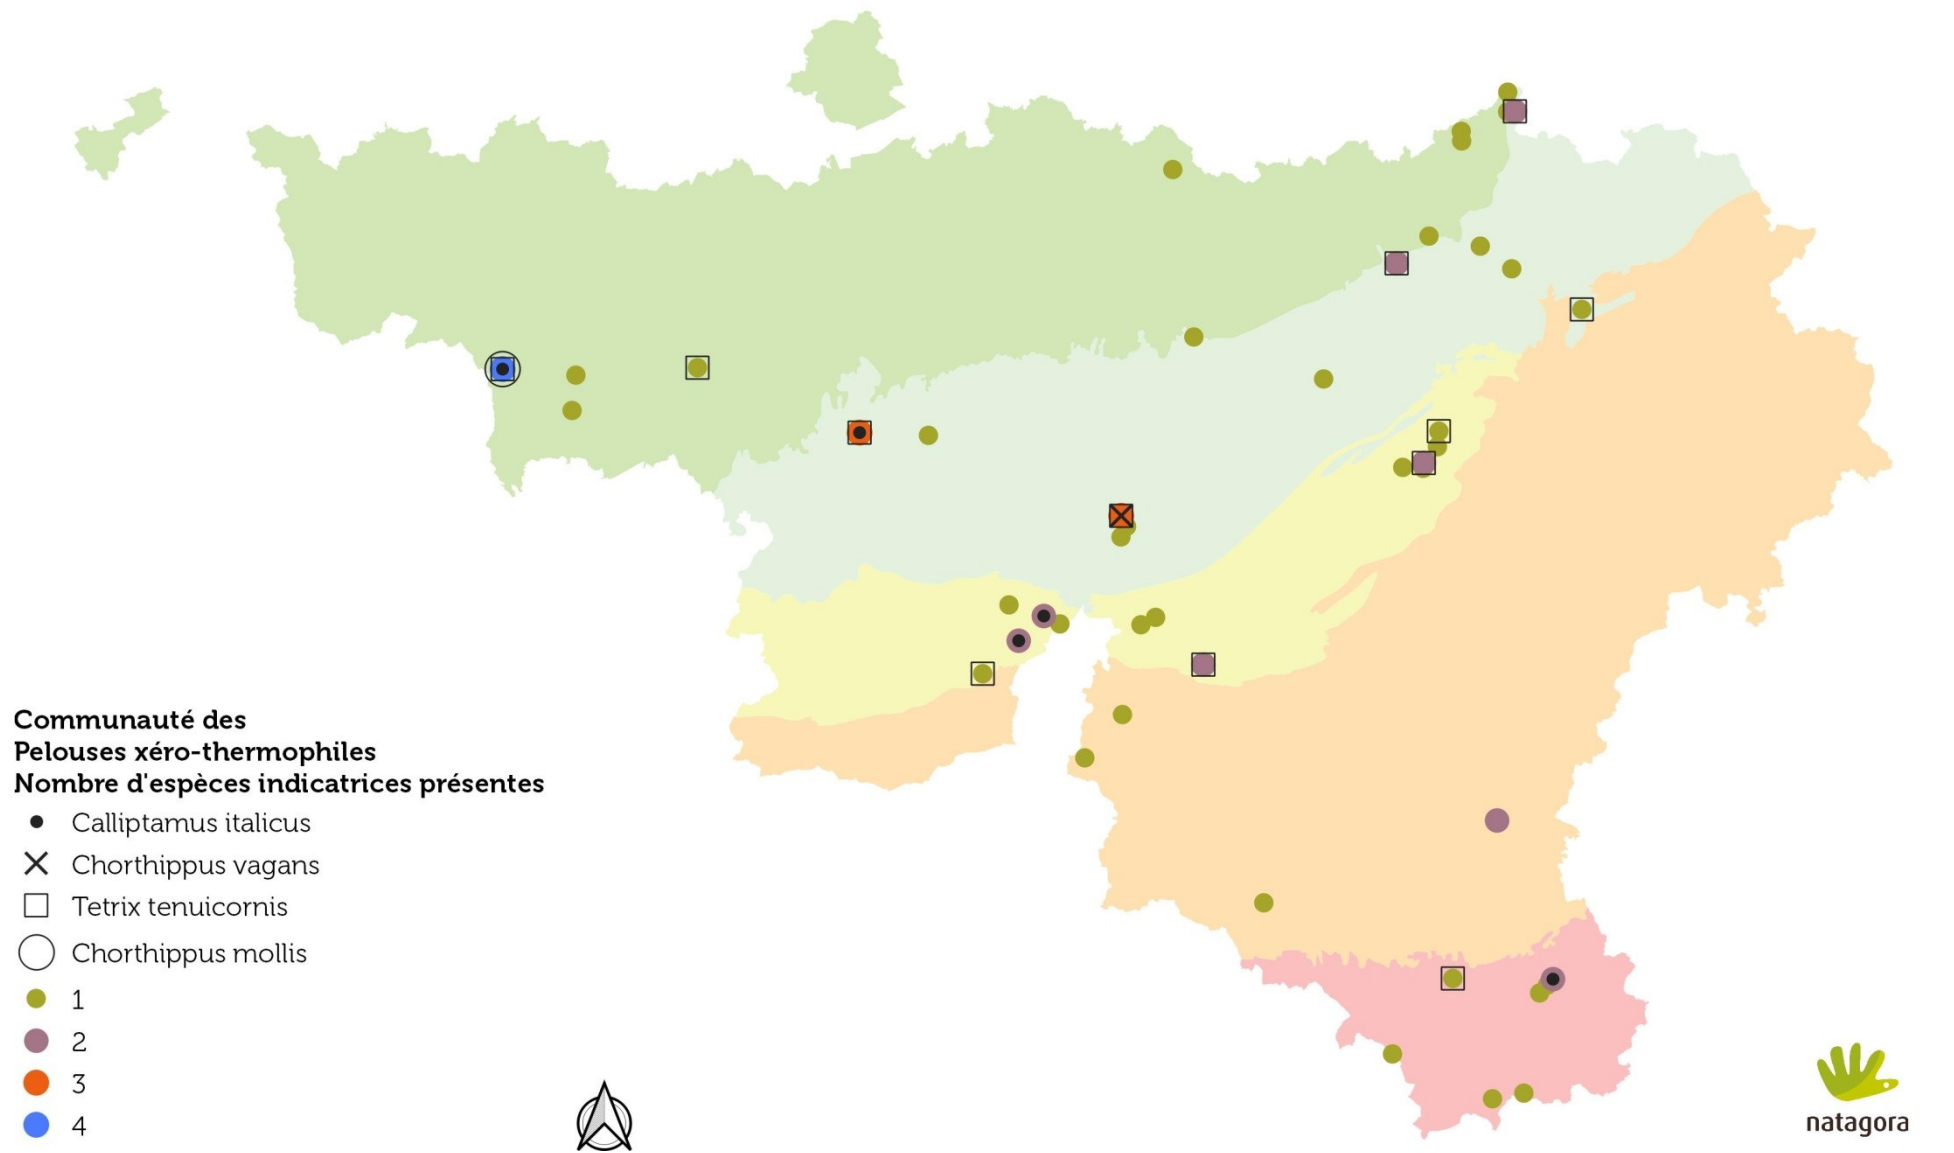 Communauté des
Pelouses xéro-thermophiles
Nombre d'espèces indicatrices présentes
Calliptamus italicus
Chorthippus vagans
Tetrix tenuicornis
Chorthippus mollis
1
2
3
4
natagora